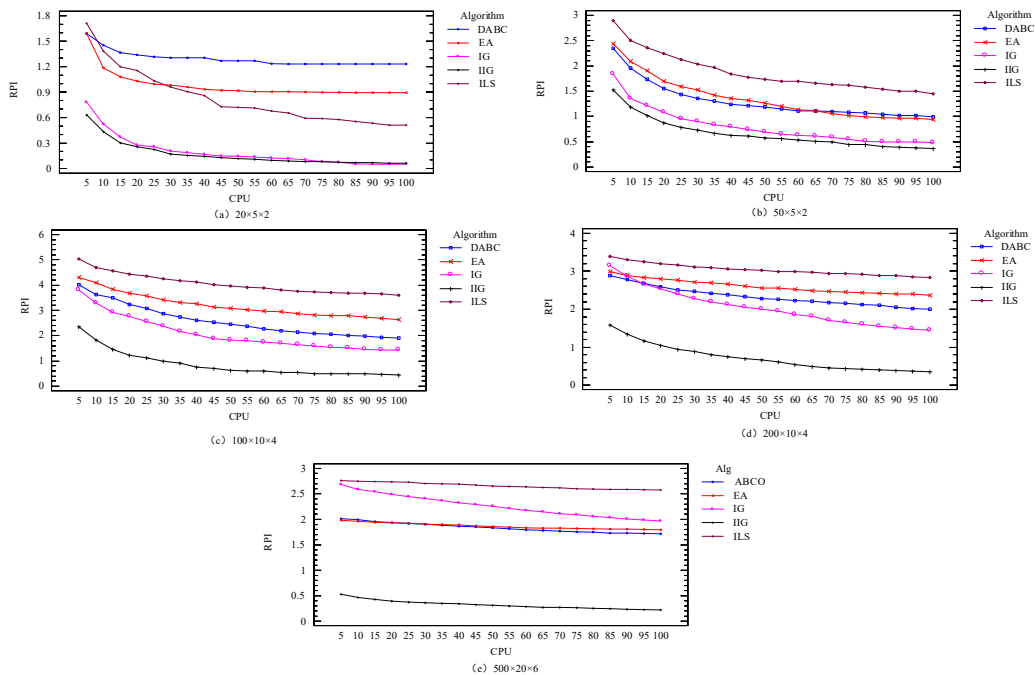 Algorithm
DABC
EA
IG
IIG
ILS
RPI
1.8
1.5
1.2
0.9
0.6
0.3
0
5 10 15 20 25 30 35 40 45 50 55 60 65 70 75 80 85 90 95 100
CPU
(a) 20×5×2
Algorithm
DABC
EA
IG
IIG
ILS
RPI
3
2.5
2
1.5
1
0.5
0
5 10 15 20 25 30 35 40 45 50 55 60 65 70 75 80 85 90 95 100
CPU
(b) 50×5×2
Algorithm
DABC
EA
IG
IIG
ILS
RPI
6
5
4
3
2
1
0
5 10 15 20 25 30 35 40 45 50 55 60 65 70 75 80 85 90 95 100
CPU
(c) 100×10×4
Algorithm
DABC
EA
IG
IIG
ILS
RPI
4
3
2
1
0
5 10 15 20 25 30 35 40 45 50 55 60 65 70 75 80 85 90 95 100
CPU
(d) 200×10×4
Alg
ABCO
EA
IG
IIG
ILS
RPI
3
2.5
2
1.5
1
0.5
0
5 10 15 20 25 30 35 40 45 50 55 60 65 70 75 80 85 90 95 100
CPU
(e) 500×20×6